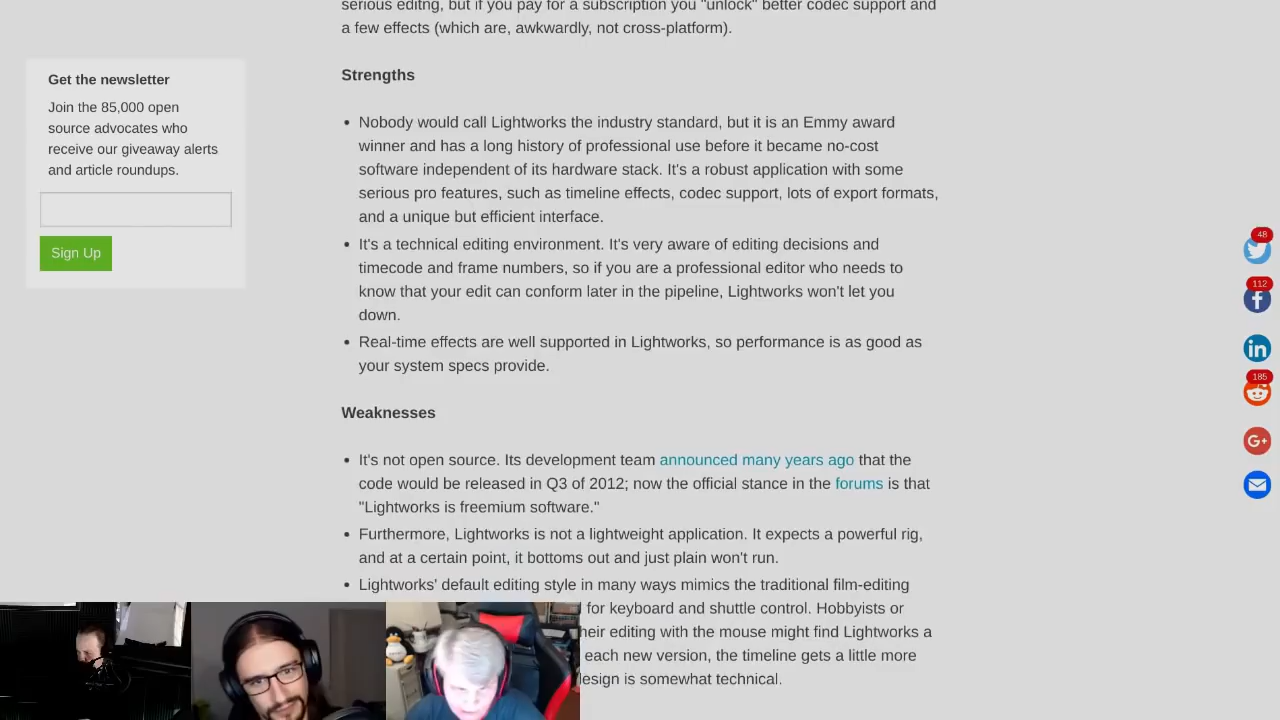 serious editng, but if you pay for a subscription you "unlock" better codec support and
a few effects (which are, awkwardly, not cross-platform).
Get the newsletter
Join the 85,000 open
source advocates who
receive our giveaway alerts
and article roundups.
Sign Up
Strengths
• Nobody would call Lightworks the industry standard, but it is an Emmy award
winner and has a long history of professional use before it became no-cost
software independent of its hardware stack. It's a robust application with some
serious pro features, such as timeline effects, codec support, lots of export formats,
and a unique but efficient interface.
• It's a technical editing environment. It's very aware of editing decisions and
timecode and frame numbers, so if you are a professional editor who needs to
know that your edit can conform later in the pipeline, Lightworks won't let you
down.
• Real-time effects are well supported in Lightworks, so performance is as good as
your system specs provide.
Weaknesses
• It's not open source. Its development team announced many years ago that the
code would be released in Q3 of 2012; now the official stance in the forums is that
"Lightworks is freemium software."
• Furthermore, Lightworks is not a lightweight application. It expects a powerful rig,
and at a certain point, it bottoms out and just plain won't run.
• Lightworks' default editing style in many ways mimics the traditional film-editing
for keyboard and shuttle control. Hobbyists or
heir editing with the mouse might find Lightworks a
each new version, the timeline gets a little more
esign is somewhat technical.
48
112
185